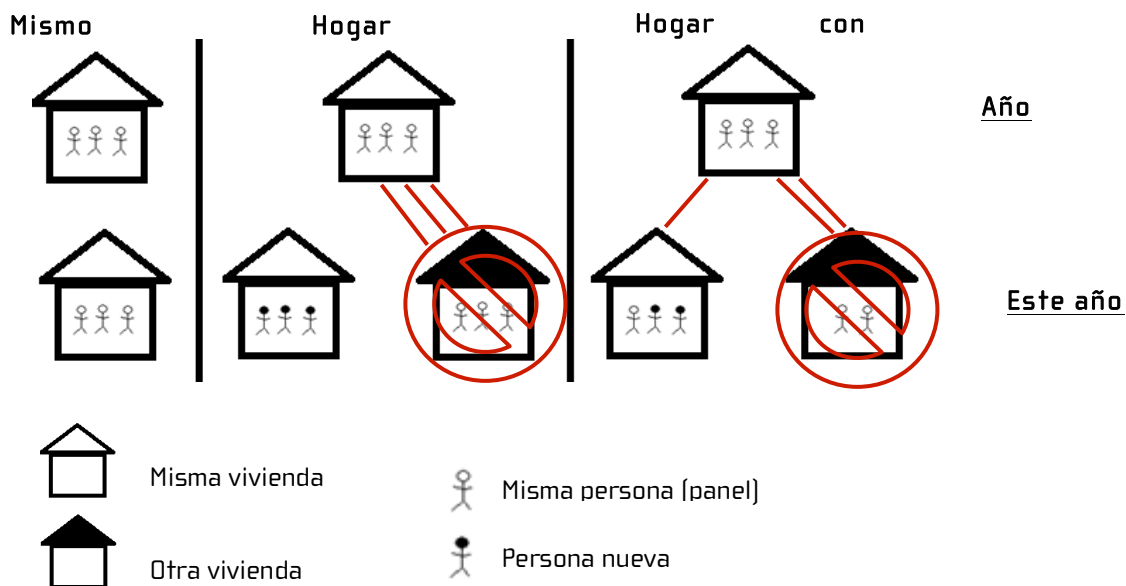 Mismo Hogar Hogar con
Año
Este año
Misma vivienda
Misma persona (panel)
Otra vivienda
Persona nueva